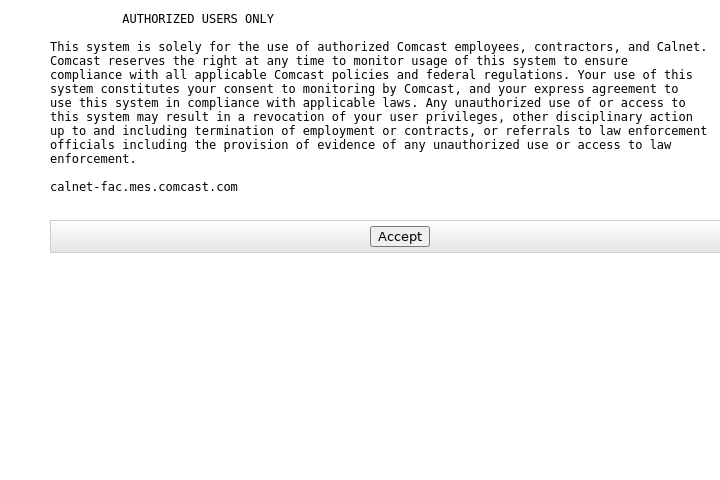 AUTHORIZED USERS ONLY
This system is solely for the use of authorized Comcast employees, contractors, and Calnet.
Comcast reserves the right at any time to monitor usage of this system to ensure
compliance with all applicable Comcast policies and federal regulations. Your use of this
system constitutes your consent to monitoring by Comcast, and your express agreement to
use this system in compliance with applicable laws. Any unauthorized use of or access to
this system may result in a revocation of your user privileges, other disciplinary action
up to and including termination of employment or contracts, or referrals to law enforcement
officials including the provision of evidence of any unauthorized use or access to law
enforcement.
calnet-fac.mes.comcast.com
Accept